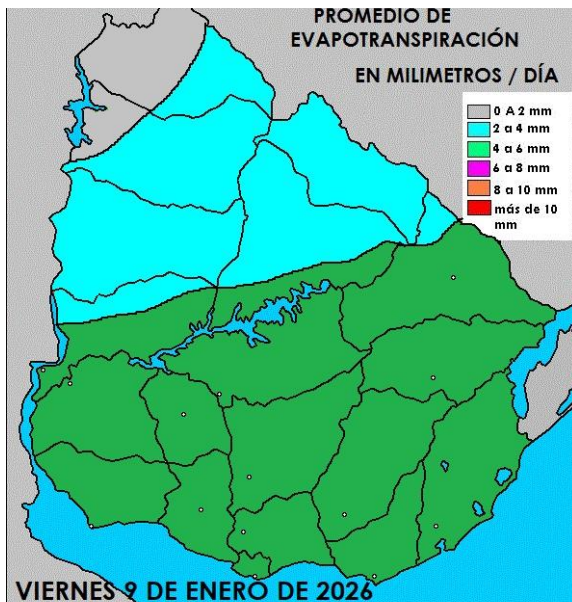 PROMEDIO DE
EVAPOTRANSPIRACIÓN
EN MILIMETROS / DÍA
0 A 2 mm
2 a 4 mm
4 a 6 mm
6 a 8 mm
8 a 10 mm
más de 10
mm
VIERNES 9 DE ENERO DE 2026